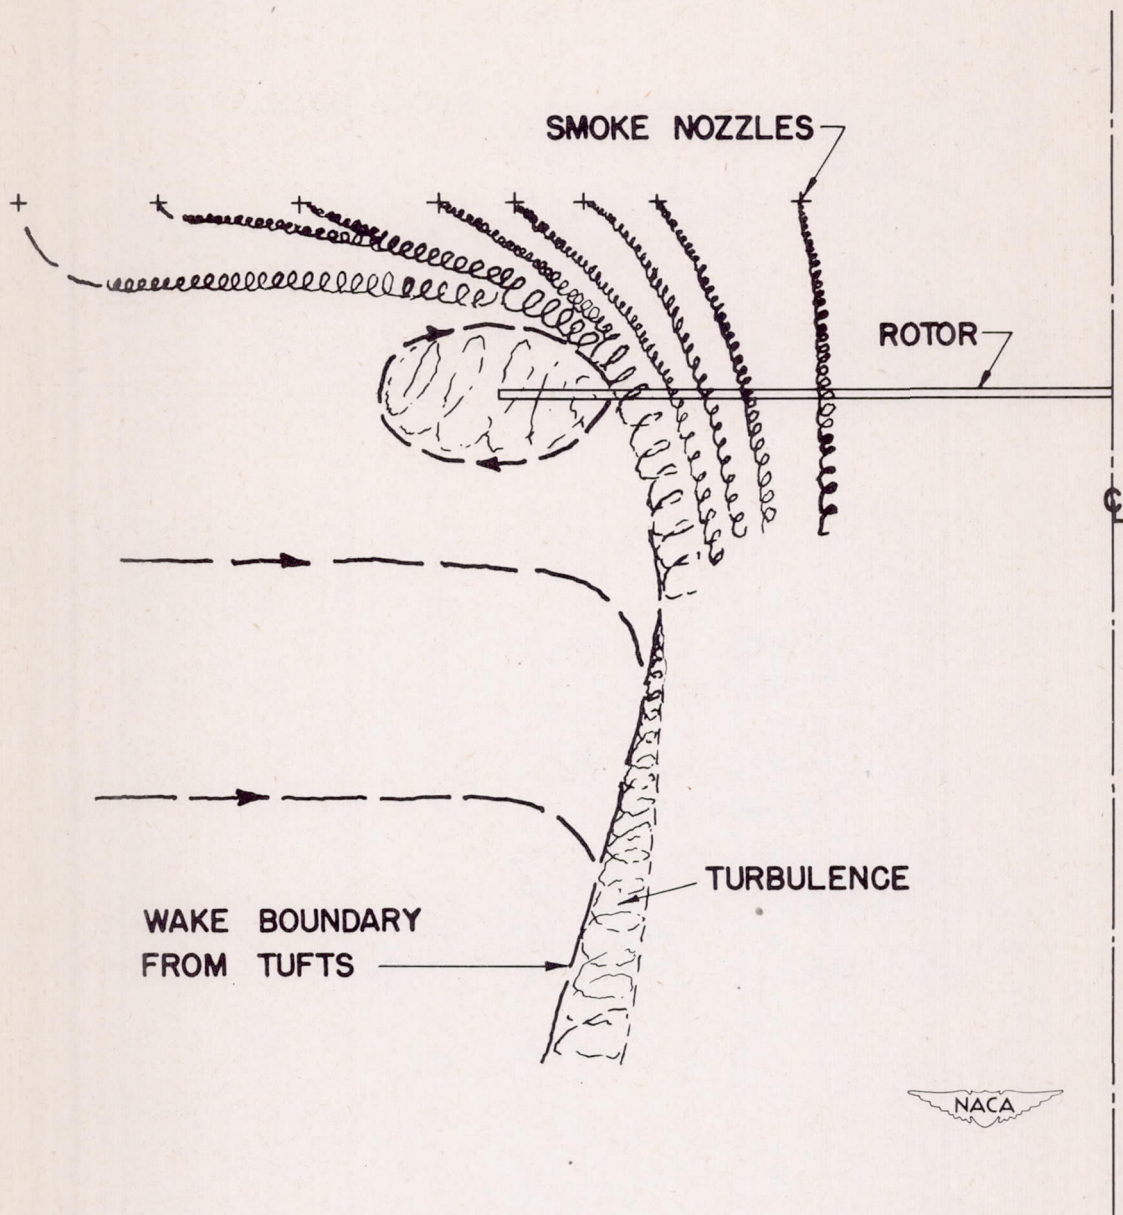 SMOKE NOZZLES
ROTOR
℄
TURBULENCE
WAKE BOUNDARY
FROM TUFTS
NACA